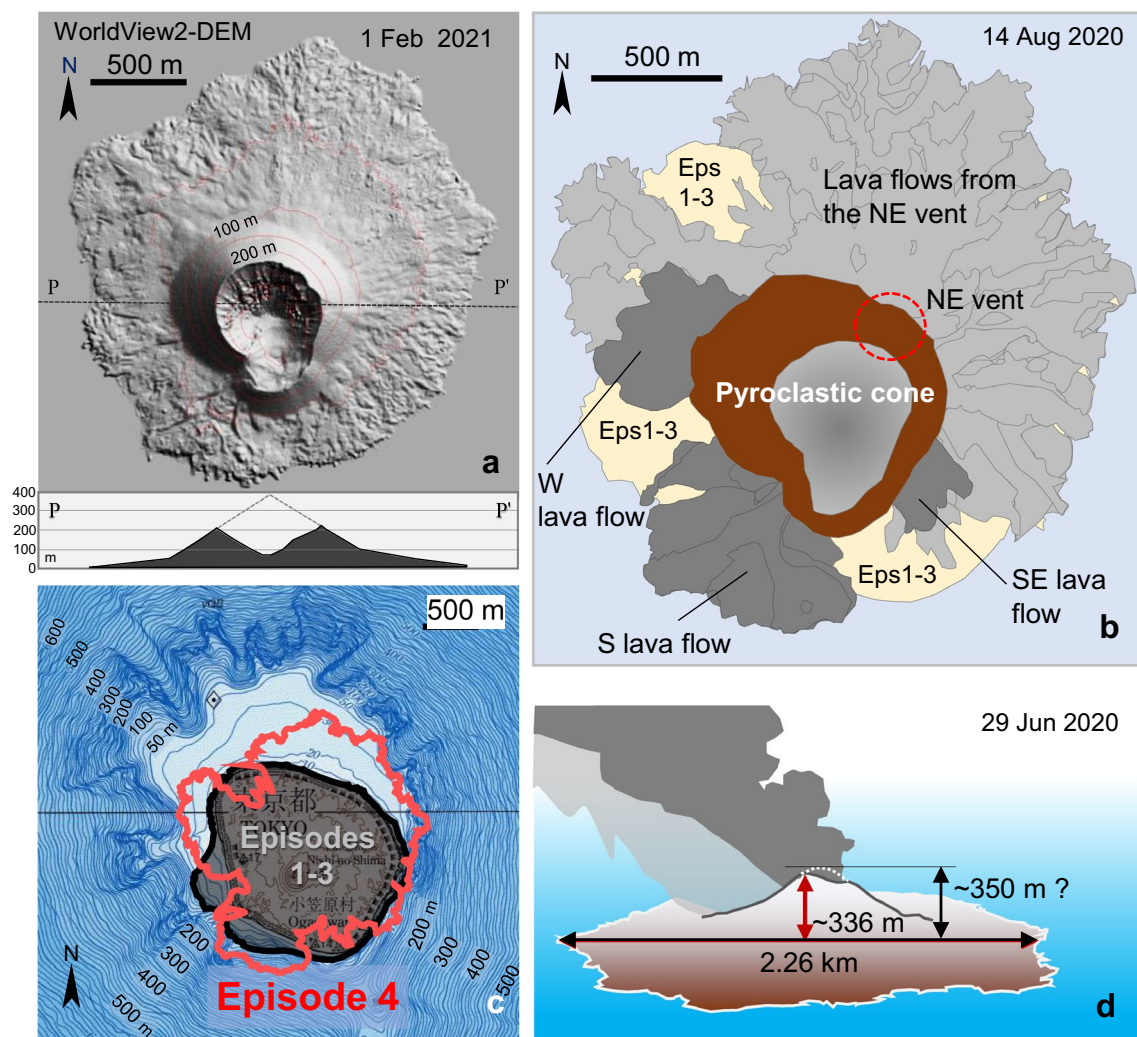 WorldView2-DEM
1 Feb 2021
N
500 m
100 m
200 m
P
P'
a
400
300
200
100
0
m
P
P'
14 Aug 2020
N
500 m
Eps
1-3
Lava flows from
the NE vent
NE vent
Pyroclastic cone
Eps1-3
W
lava flow
Eps1-3
SE lava
flow
S lava flow
b
500 m
600
500
400
300
200
100
50 m
20
10
東京都
TOKYO
Episodes
1-3
Nishi-no-Shima
小笠原村
200
300
400
500 m
200 m
300
400
500
N
Episode 4
c
29 Jun 2020
~350 m ?
~336 m
2.26 km
d